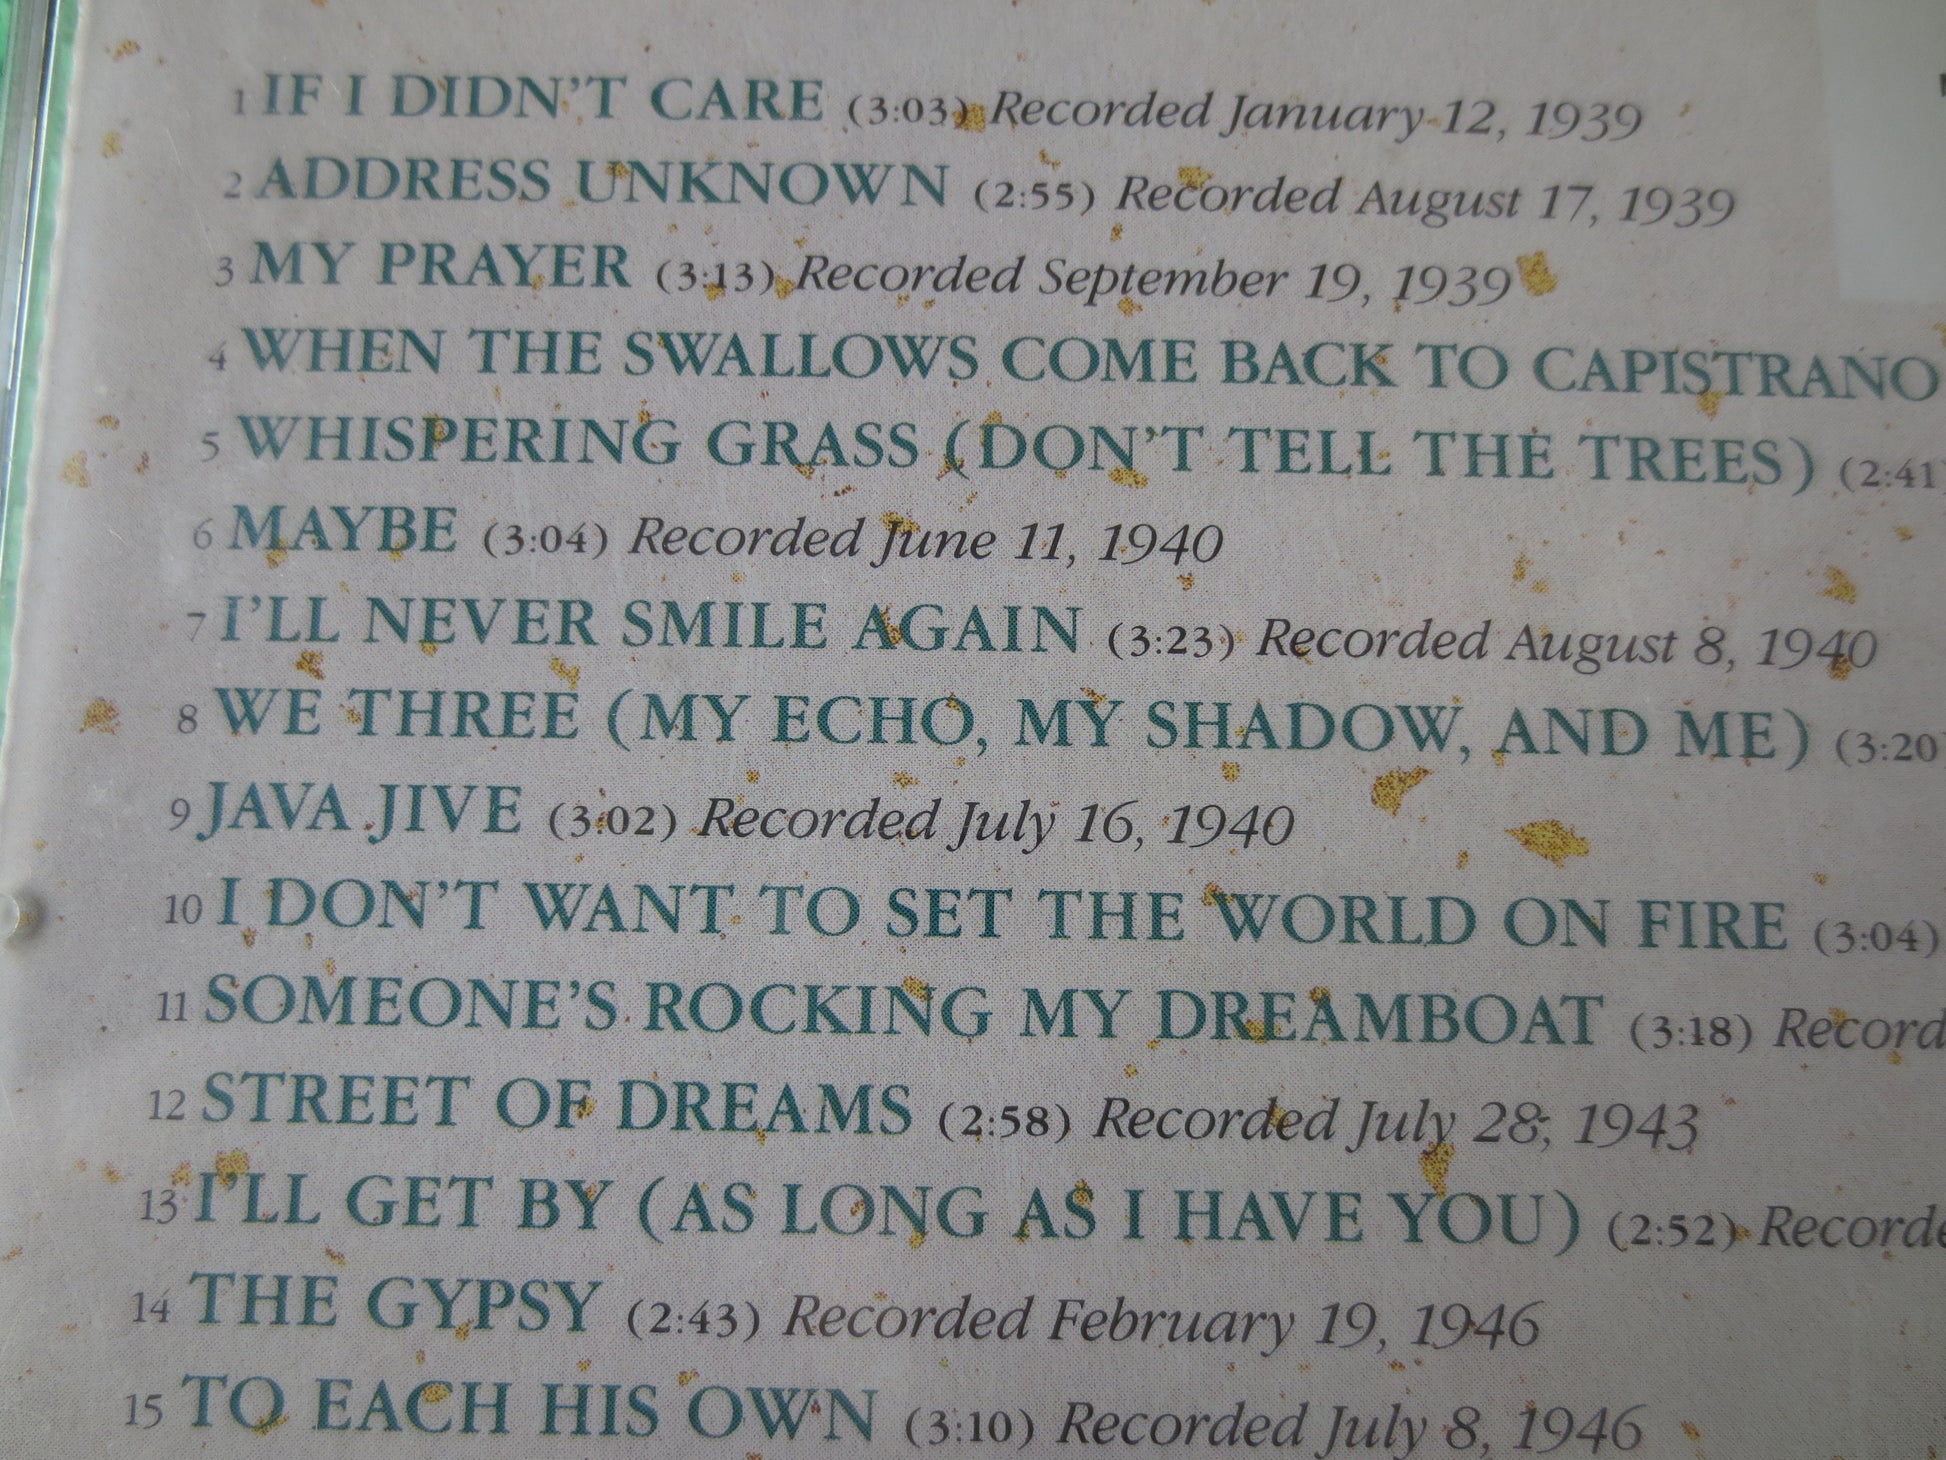 1 IF I DIDN'T CARE (3:03) Recorded January 12, 1939
2 ADDRESS UNKNOWN (2:55) Recorded August 17, 1939
3 MY PRAYER (3:13) Recorded September 19, 1939
4 WHEN THE SWALLOWS COME BACK TO CAPISTRANO
5 WHISPERING GRASS (DON'T TELL THE TREES) (2:41)
6 MAYBE (3:04) Recorded June 11, 1940
7 I'LL NEVER SMILE AGAIN (3:23) Recorded August 8, 1940
8 WE THREE (MY ECHO, MY SHADOW, AND ME) (3:20)
9 JAVA JIVE (3:02) Recorded July 16, 1940
10 I DON'T WANT TO SET THE WORLD ON FIRE (3:04)
11 SOMEONE'S ROCKING MY DREAMBOAT (3:18) Record
12 STREET OF DREAMS (2:58) Recorded July 28, 1943
13 I'LL GET BY (AS LONG AS I HAVE YOU) (2:52) Recorde
14 THE GYPSY (2:43) Recorded February 19, 1946
15 TO EACH HIS OWN (3:10) Recorded July 8, 1946